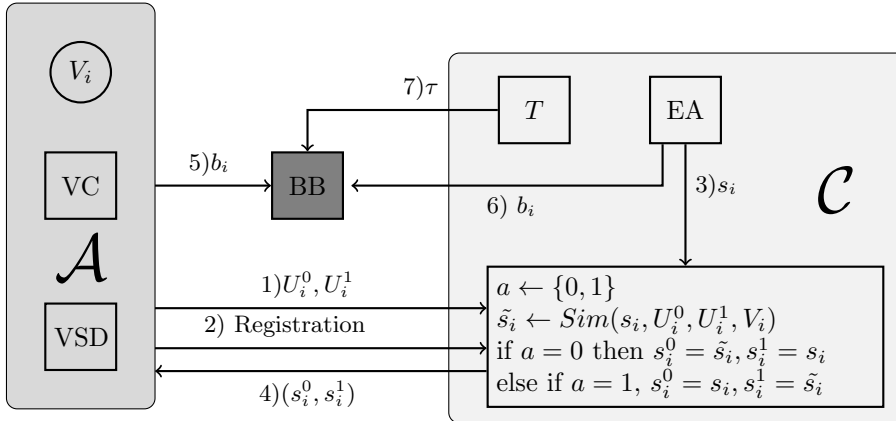 V_i
7)τ
T
EA
VC
5)b_i
BB
6) b_i
3)s_i
𝒞
𝒜
1)U_i^0, U_i^1
VSD
2) Registration
4)(s_i^0, s_i^1)
a ← {0, 1}
s̃_i ← Sim(s_i, U_i^0, U_i^1, V_i)
if a = 0 then s_i^0 = s̃_i, s_i^1 = s_i
else if a = 1, s_i^0 = s_i, s_i^1 = s̃_i